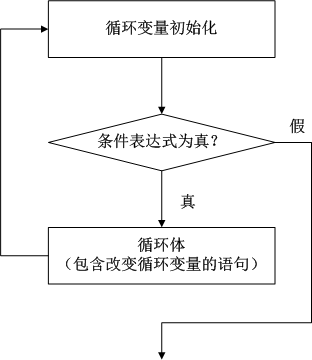 循环变量初始化
条件表达式为真?
假
真
循环体
（包含改变循环变量的语句）